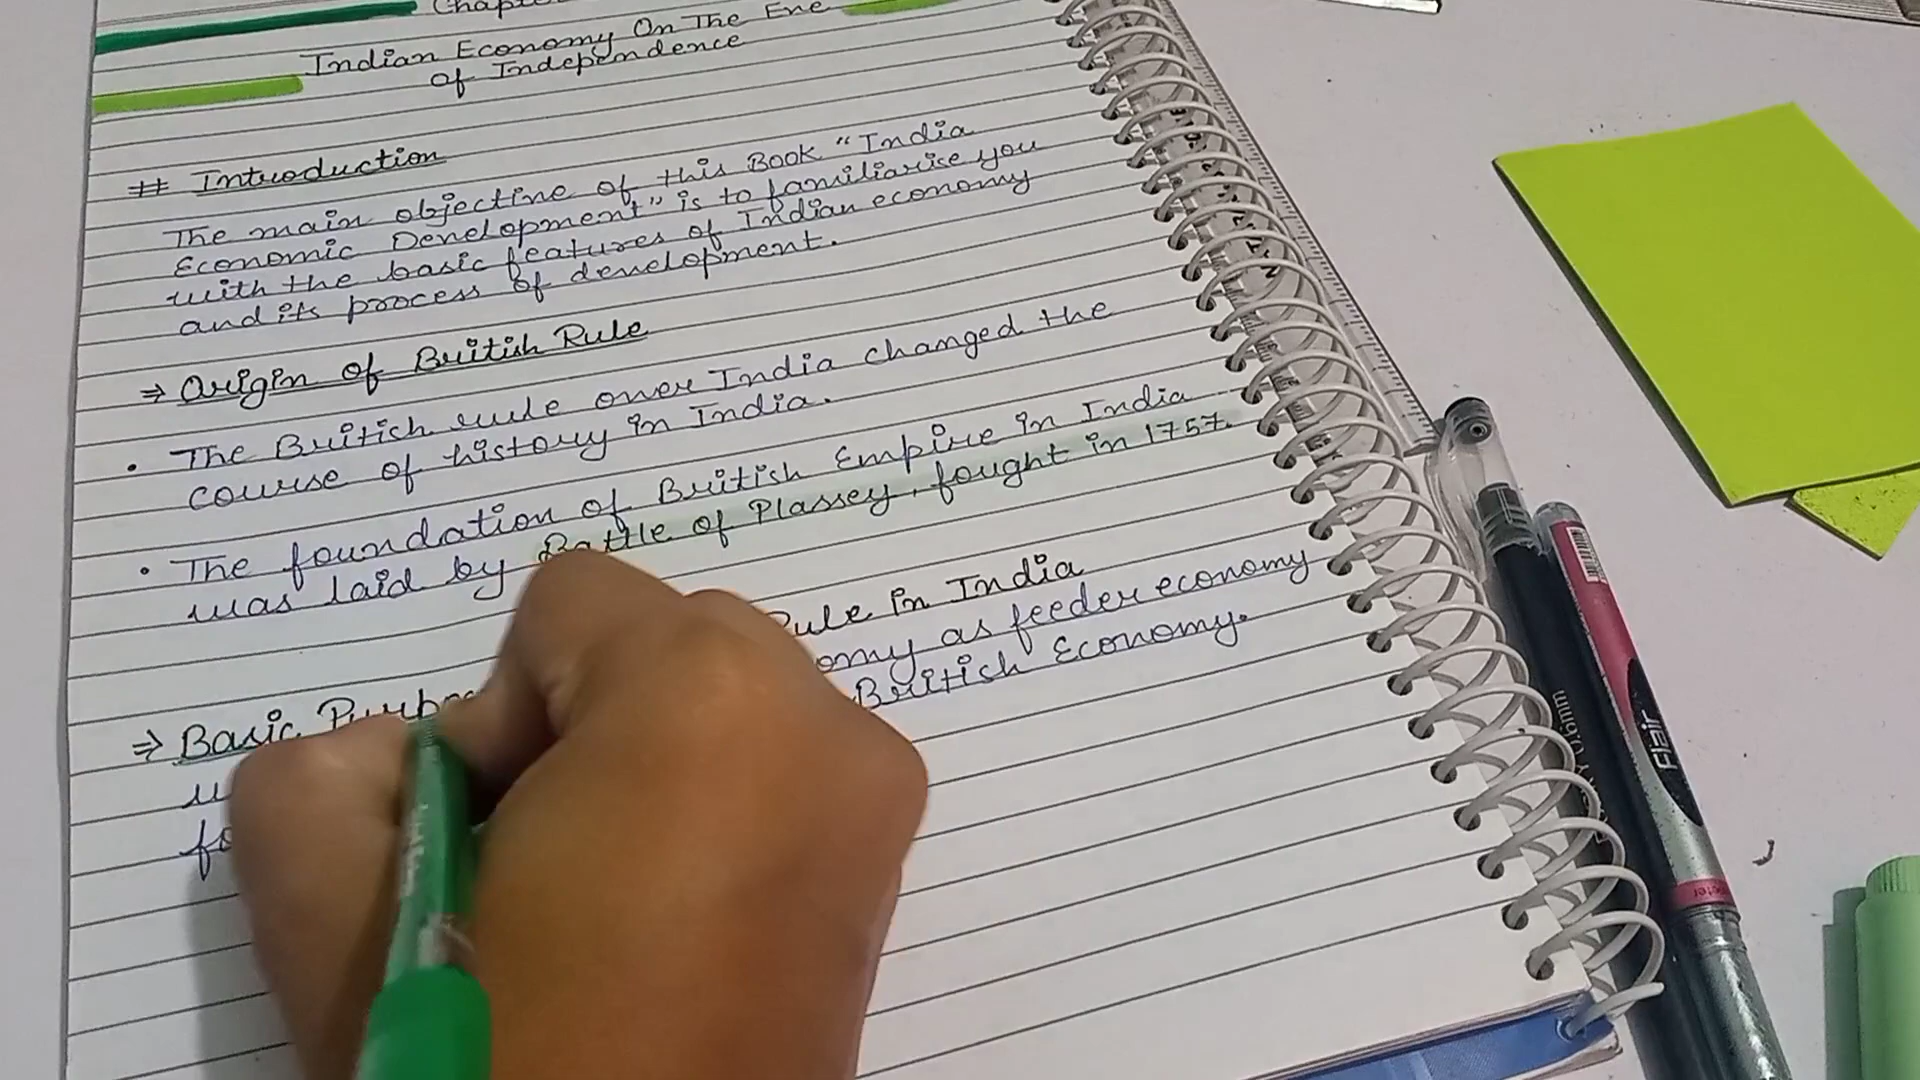 Indian Economy On The Eve
of Independence
## Introduction
The main objective of this Book "India
Economic Development" is to familiarise you
with the basic features of Indian economy
and its process of development.
⇒ Origin of British Rule
• The British rule over India changed the
course of history in India.
• The foundation of British Empire in India
was laid by Battle of Plassey, fought in 1757.
⇒ Basic Rule in India
as feeder economy
British Economy.
Flair
0.6mm